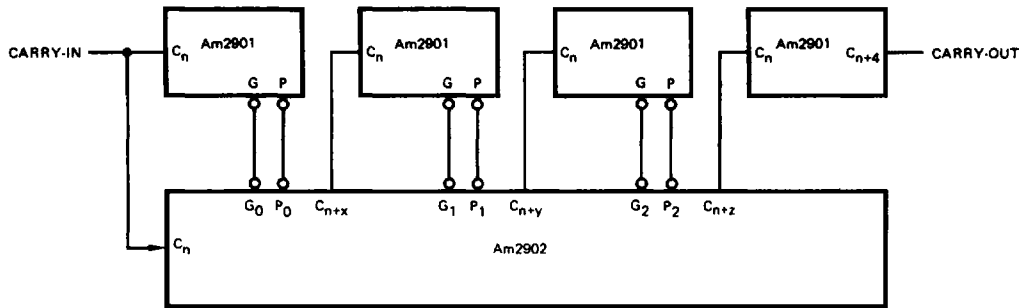 Am2901 Am2901 Am2901 Am2901
CARRY-IN Cn Cn Cn Cn Cn+4 CARRY-OUT
G P G P G P
G0 P0 Cn+x G1 P1 Cn+y G2 P2 Cn+z
Cn Am2902